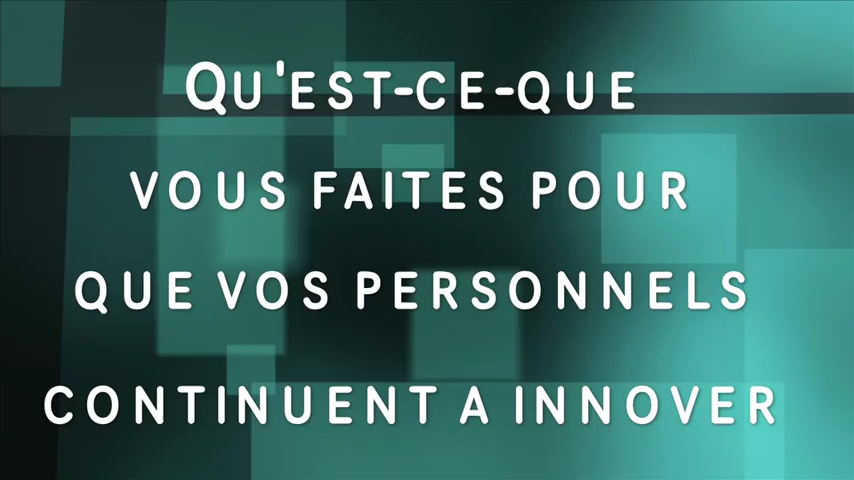 QU'EST-CE-QUE
VOUS FAITES POUR
QUE VOS PERSONNELS
CONTINUENT A INNOVER